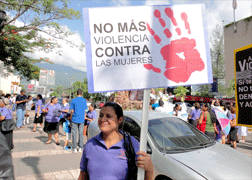 NO MÁS
VIOLENCIA
CONTRA
LAS MUJERES